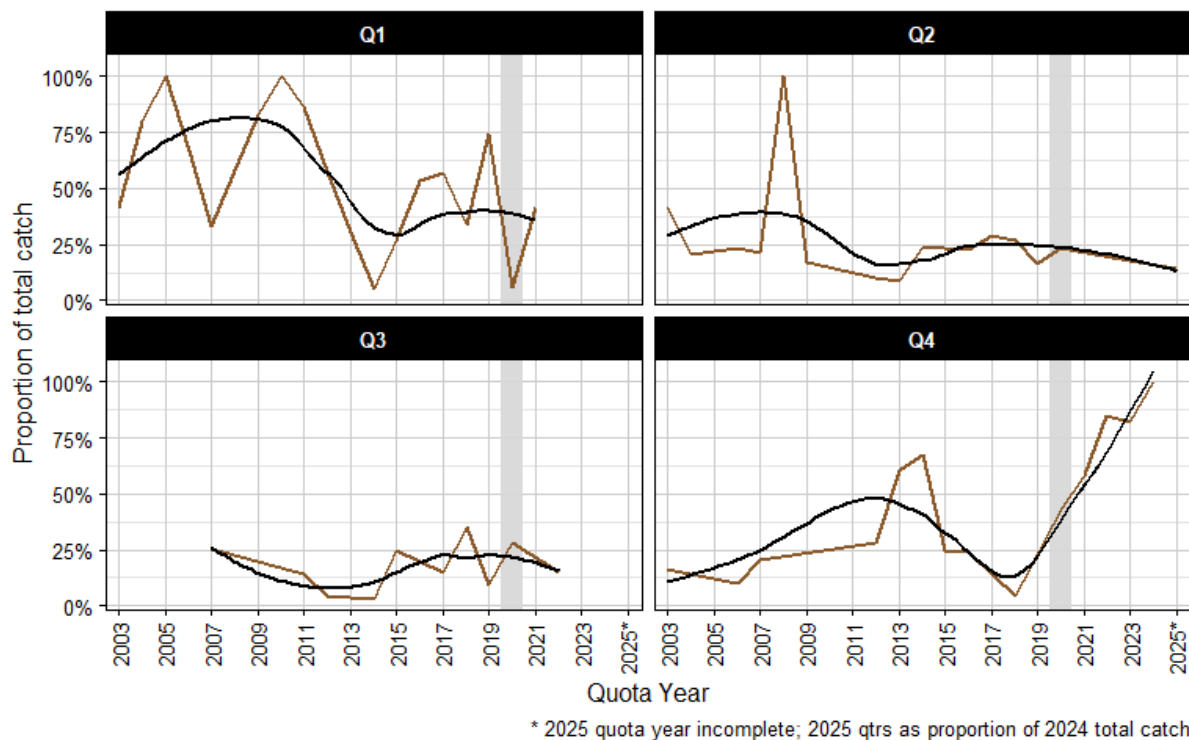 Q1
Q2
100%
75%
50%
25%
0%
Q3
Q4
100%
75%
50%
25%
0%
2003 2005 2007 2009 2011 2013 2015 2017 2019 2021 2023 2025*
2003 2005 2007 2009 2011 2013 2015 2017 2019 2021 2023 2025*
Proportion of total catch
Quota Year
* 2025 quota year incomplete; 2025 qtrs as proportion of 2024 total catch